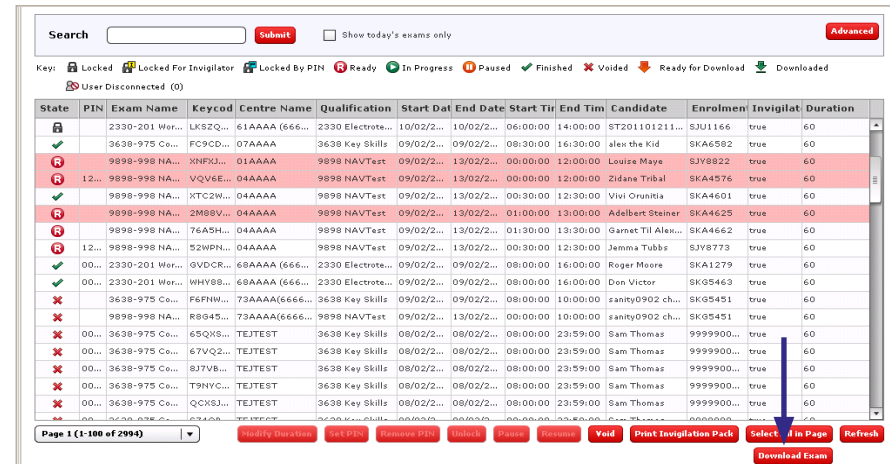 Search Submit Show today's exams only Advanced
Key: Locked Locked For Invigilator Locked By PIN Ready In Progress Paused Finished Voided Ready for Download Downloaded
User Disconnected (0)
State PIN Exam Name Keycod Centre Name Qualification Start Dat End Date Start Tir End Tim Candidate Enrolmen Invigilat Duration
2330-201 Wor... LKSZQ... 61AAAA (666... 2330 Electrote... 10/02/2... 10/02/2... 06:00:00 14:00:00 ST201101211... SJU1166 true 60
3638-975 Co... FC9CD... 07AAAA 3638 Key Skills 09/02/2... 09/02/2... 08:30:00 16:30:00 alex the Kid SKA6582 true 60
R 9898-998 NA... XNFXJ... 01AAAA 9898 NAVTest 09/02/2... 13/02/2... 00:00:00 12:00:00 Louise Maye SJY8822 true 60
R 12... 9898-998 NA... VQV6E... 04AAAA 9898 NAVTest 09/02/2... 13/02/2... 00:00:00 12:00:00 Zidane Tribal SKA4576 true 60
9898-998 NA... XTC2W... 04AAAA 9898 NAVTest 09/02/2... 13/02/2... 00:30:00 12:30:00 Vivi Orunitia SKA4601 true 60
R 9898-998 NA... 2M88V... 04AAAA 9898 NAVTest 09/02/2... 13/02/2... 01:00:00 13:00:00 Adelbert Steiner SKA4625 true 60
R 9898-998 NA... 76A5H... 04AAAA 9898 NAVTest 09/02/2... 13/02/2... 01:30:00 13:30:00 Garnet Til Alex... SKA4662 true 60
R 12... 9898-998 NA... 52WPN... 04AAAA 9898 NAVTest 09/02/2... 13/02/2... 00:30:00 12:30:00 Jemma Tubbs SJY8773 true 60
00... 2330-201 Wor... GVDCR... 68AAAA (666... 2330 Electrote... 09/02/2... 09/02/2... 08:00:00 16:00:00 Roger Moore SKA1279 true 60
00... 2330-201 Wor... WHY88... 68AAAA (666... 2330 Electrote... 09/02/2... 09/02/2... 08:00:00 16:00:00 Don Victor SKG5463 true 60
3638-975 Co... F6FNW... 73AAAA(6666... 3638 Key Skills 09/02/2... 09/02/2... 08:00:00 10:00:00 sanity0902 ch... SKG5451 true 60
9898-998 NA... R8G45... 73AAAA(6666... 9898 NAVTest 09/02/2... 13/02/2... 00:00:00 10:00:00 sanity0902 ch... SKG5451 true 60
00... 3638-975 Co... 65QXS... TEJTEST 3638 Key Skills 08/02/2... 08/02/2... 08:00:00 23:59:00 Sam Thomas 9999900... true 60
00... 3638-975 Co... 67VQ2... TEJTEST 3638 Key Skills 08/02/2... 08/02/2... 08:00:00 23:59:00 Sam Thomas 9999900... true 60
00... 3638-975 Co... 8J7VB... TEJTEST 3638 Key Skills 08/02/2... 08/02/2... 08:00:00 23:59:00 Sam Thomas 9999900... true 60
00... 3638-975 Co... T9NYC... TEJTEST 3638 Key Skills 08/02/2... 08/02/2... 08:00:00 23:59:00 Sam Thomas 9999900... true 60
00... 3638-975 Co... QCXSJ... TEJTEST 3638 Key Skills 08/02/2... 08/02/2... 08:00:00 23:59:00 Sam Thomas 9999900... true 60
Page 1 (1-100 of 2994) Modify Duration Set PIN Remove PIN Unlock Pause Resume Void Print Invigilation Pack Select All in Page Refresh
Download Exam